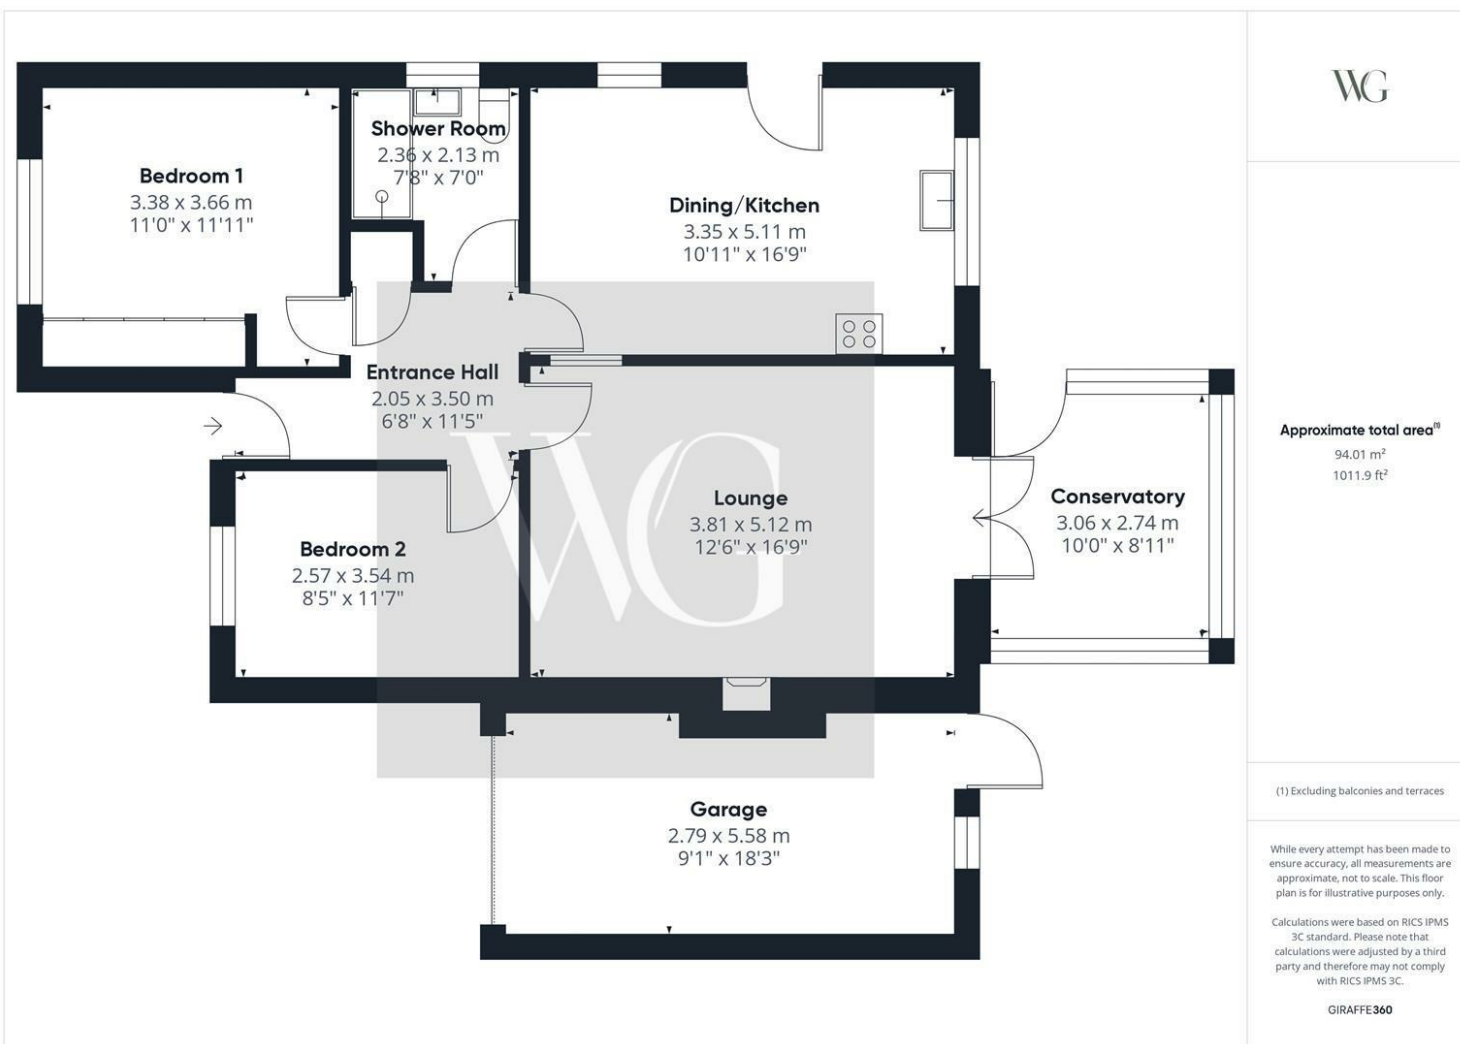 Bedroom 1
3.38 x 3.66 m
11'0" x 11'11"
Shower Room
2.36 x 2.13 m
7'8" x 7'0"
Dining/Kitchen
3.35 x 5.11 m
10'11" x 16'9"
Entrance Hall
2.05 x 3.50 m
6'8" x 11'5"
Lounge
3.81 x 5.12 m
12'6" x 16'9"
Conservatory
3.06 x 2.74 m
10'0" x 8'11"
Bedroom 2
2.57 x 3.54 m
8'5" x 11'7"
WG
Garage
2.79 x 5.58 m
9'1" x 18'3"
WG
Approximate total area(1)
94.01 m²
1011.9 ft²
(1) Excluding balconies and terraces
While every attempt has been made to
ensure accuracy, all measurements are
approximate, not to scale. This floor
plan is for illustrative purposes only.
Calculations were based on RICS IPMS
3C standard. Please note that
calculations were adjusted by a third
party and therefore may not comply
with RICS IPMS 3C.
GIRAFFE360